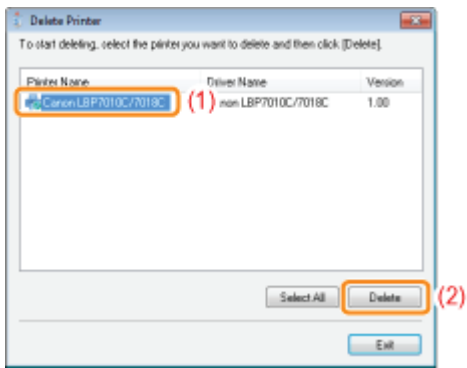 Delete Printer
To start deleting, select the printer you want to delete and then click [Delete].
Printer Name Driver Name Version
Canon LBP7010C/7018C (1) non LBP7010C/7018C 1.00
Select All Delete (2)
Exit